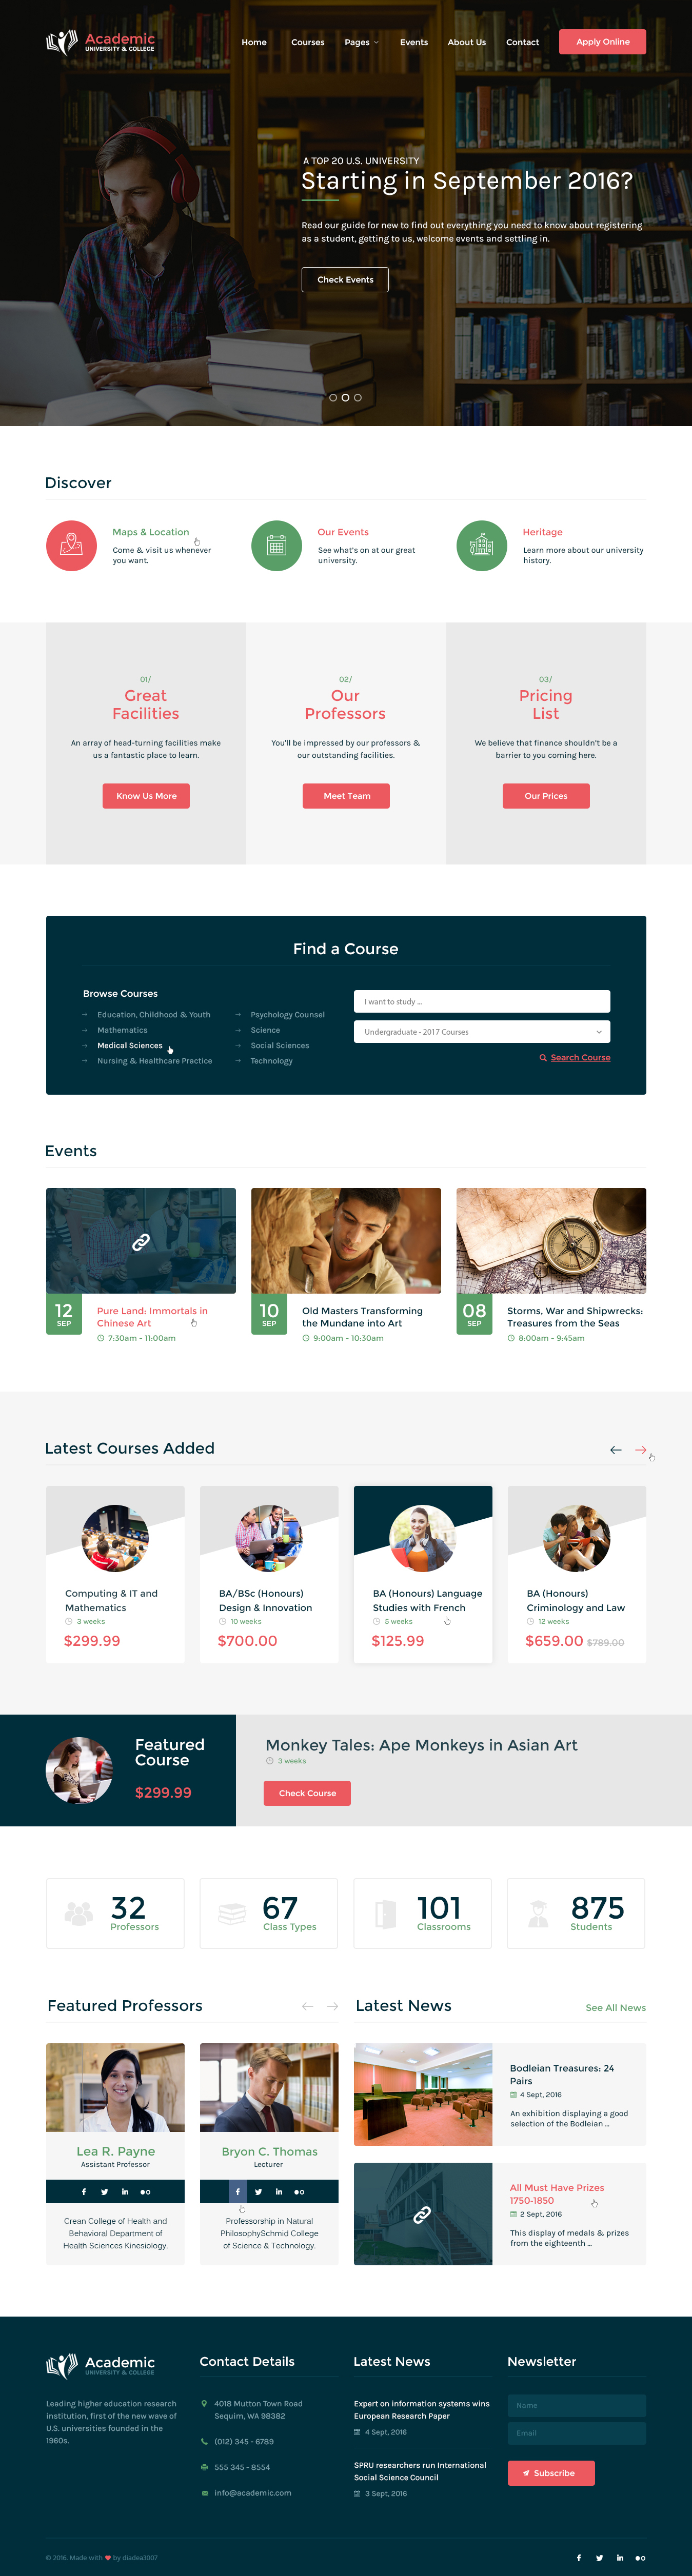 Academic
UNIVERSITY & COLLEGE
Home Courses Pages Events About Us Contact Apply Online
A TOP 20 U.S. UNIVERSITY
Starting in September 2016?
Read our guide for new to find out everything you need to know about registering
as a student, getting to us, welcome events and settling in.
Check Events
Discover
Maps & Location
Come & visit us whenever
you want.
Our Events
See what's on at our great
university.
Heritage
Learn more about our university
history.
01/
Great
Facilities
An array of head-turning facilities make
us a fantastic place to learn.
Know Us More
02/
Our
Professors
You'll be impressed by our professors &
our outstanding facilities.
Meet Team
03/
Pricing
List
We believe that finance shouldn't be a
barrier to you coming here.
Our Prices
Find a Course
Browse Courses
Education, Childhood & Youth
Mathematics
Medical Sciences
Nursing & Healthcare Practice
Psychology Counsel
Science
Social Sciences
Technology
I want to study ...
Undergraduate - 2017 Courses
Search Course
Events
12
SEP
Pure Land: Immortals in
Chinese Art
7:30am - 11:00am
10
SEP
Old Masters Transforming
the Mundane into Art
9:00am - 10:30am
08
SEP
Storms, War and Shipwrecks:
Treasures from the Seas
8:00am - 9:45am
Latest Courses Added
Computing & IT and
Mathematics
3 weeks
$299.99
BA/BSc (Honours)
Design & Innovation
10 weeks
$700.00
BA (Honours) Language
Studies with French
5 weeks
$125.99
BA (Honours)
Criminology and Law
12 weeks
$659.00 $789.00
Featured
Course
$299.99
Monkey Tales: Ape Monkeys in Asian Art
3 weeks
Check Course
32
Professors
67
Class Types
101
Classrooms
875
Students
Featured Professors
Lea R. Payne
Assistant Professor
Crean College of Health and
Behavioral Department of
Health Sciences Kinesiology.
Bryon C. Thomas
Lecturer
Professorship in Natural
PhilosophySchmid College
of Science & Technology.
Latest News
See All News
Bodleian Treasures: 24
Pairs
4 Sept, 2016
An exhibition displaying a good
selection of the Bodleian ...
All Must Have Prizes
1750-1850
2 Sept, 2016
This display of medals & prizes
from the eighteenth ...
Academic
UNIVERSITY & COLLEGE
Leading higher education research
institution, first of the new wave of
U.S. universities founded in the
1960s.
Contact Details
4018 Mutton Town Road
Sequim, WA 98382
(012) 345 - 6789
555 345 - 8554
info@academic.com
Latest News
Expert on information systems wins
European Research Paper
4 Sept, 2016
SPRU researchers run International
Social Science Council
3 Sept, 2016
Newsletter
Name
Email
Subscribe
© 2016. Made with ❤ by diadea3007